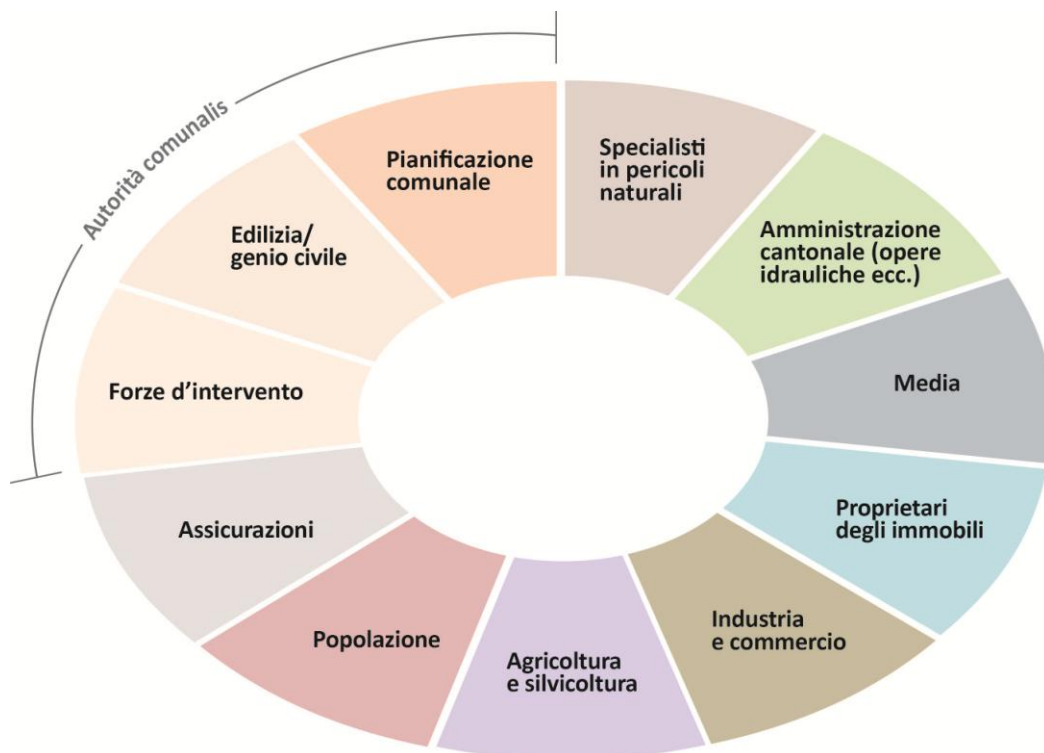 Autorità comunalis
Pianificazione
comunale
Specialisti
in pericoli
naturali
Edilizia/
genio civile
Amministrazione
cantonale (opere
idrauliche ecc.)
Forze d’intervento
Media
Assicurazioni
Proprietari
degli immobili
Popolazione
Agricoltura
e silvicoltura
Industria
e commercio